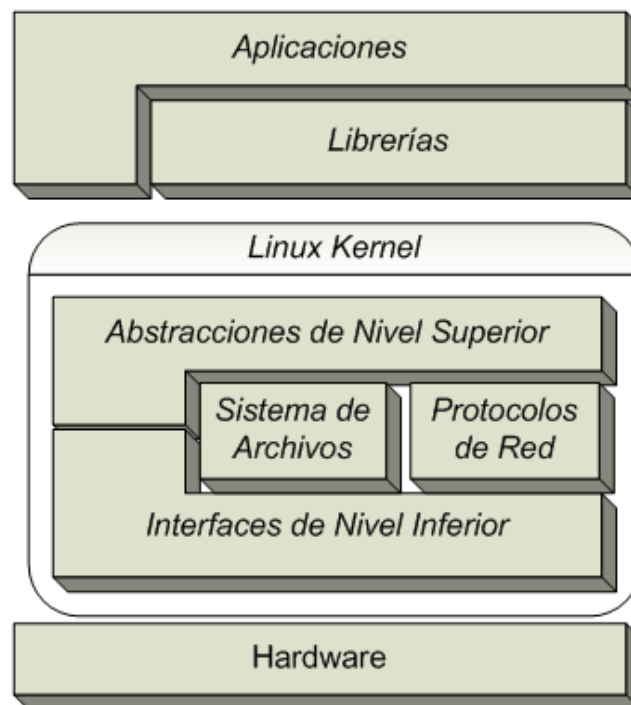 Aplicaciones
Librerías
Linux Kernel
Abstracciones de Nivel Superior
Sistema de
Archivos
Protocolos
de Red
Interfaces de Nivel Inferior
Hardware